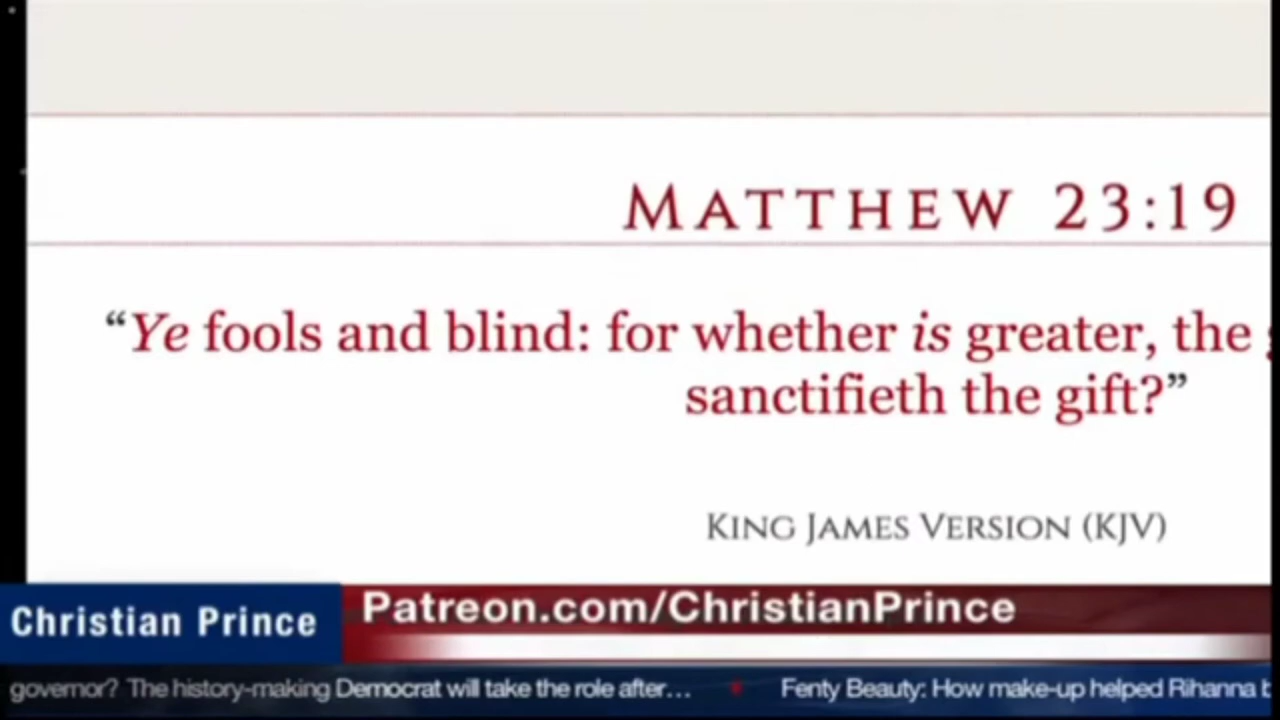 MATTHEW 23:19
“Ye fools and blind: for whether is greater, the
sanctifieth the gift?”
KING JAMES VERSION (KJV)
Christian Prince
Patreon.com/ChristianPrince
governor? The history-making Democrat will take the role after... Fenty Beauty: How make-up helped Rihanna